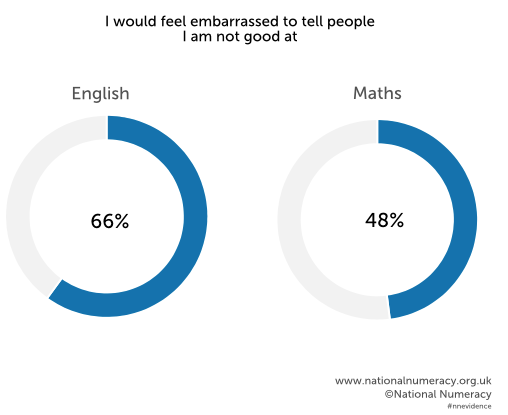 I would feel embarrassed to tell people
I am not good at
English
Maths
66%
48%
www.nationalnumeracy.org.uk
©National Numeracy
#nnevidence